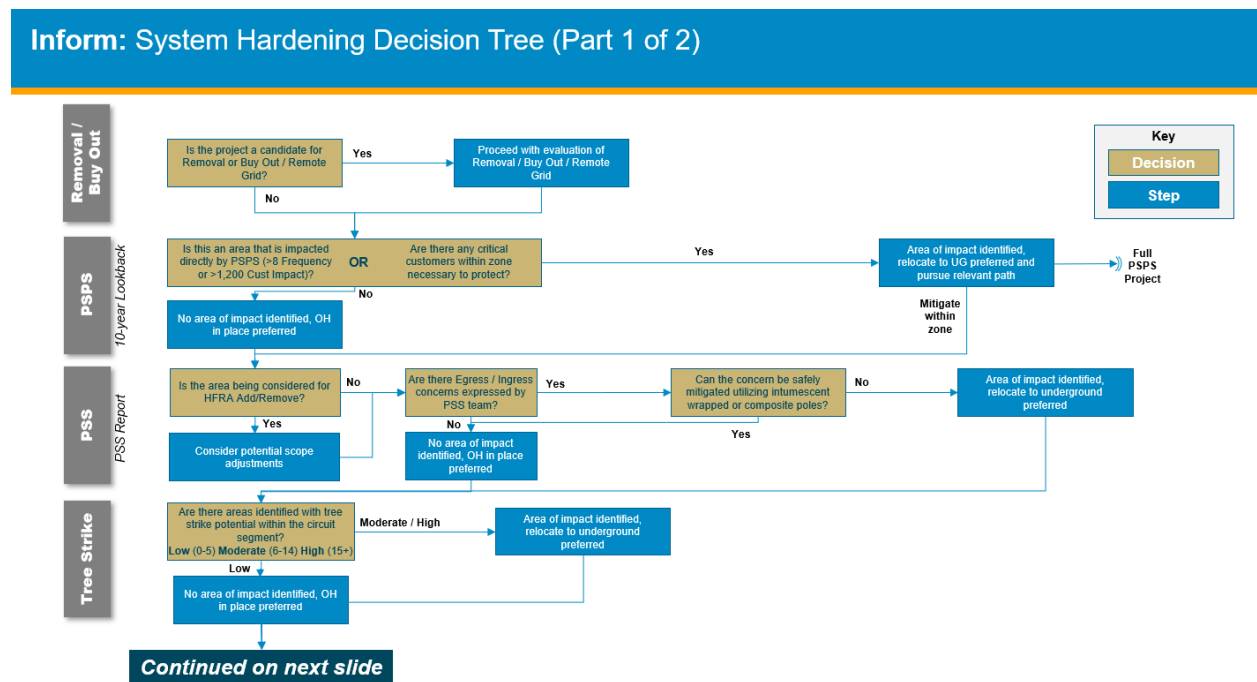 Inform: System Hardening Decision Tree (Part 1 of 2)
Removal /
Buy Out
Is the project a candidate for
Removal or Buy Out / Remote
Grid?
Yes
Proceed with evaluation of
Removal / Buy Out / Remote
Grid
No
Key
Decision
Step
PSPS
10-year Lookback
Is this an area that is impacted
directly by PSPS (>8 Frequency
or >1,200 Cust Impact)?
OR
Are there any critical
customers within zone
necessary to protect?
Yes
Area of impact identified,
relocate to UG preferred and
pursue relevant path
Full
PSPS
Project
No
No area of impact identified, OH
in place preferred
Mitigate
within
zone
PSS
PSS Report
Is the area being considered for
HFRA Add/Remove?
No
Are there Egress / Ingress
concerns expressed by
PSS team?
Yes
Can the concern be safely
mitigated utilizing intumescent
wrapped or composite poles?
No
Area of impact identified,
relocate to underground
preferred
Yes
Consider potential scope
adjustments
No
Yes
No area of impact
identified, OH in place
preferred
Tree Strike
Are there areas identified with tree
strike potential within the circuit
segment?
Low (0-5) Moderate (6-14) High (15+)
Moderate / High
Area of impact identified,
relocate to underground
preferred
Low
No area of impact identified, OH
in place preferred
Continued on next slide